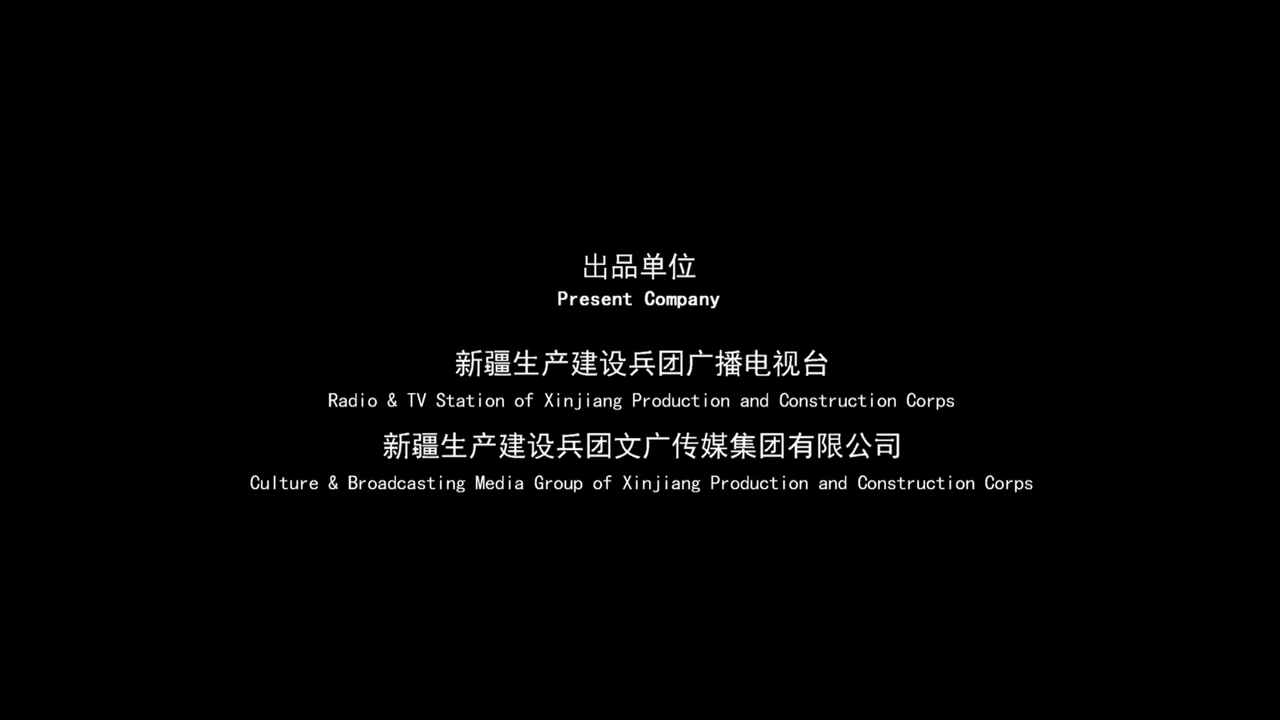 出品单位
Present Company
新疆生产建设兵团广播电视台
Radio & TV Station of Xinjiang Production and Construction Corps
新疆生产建设兵团文广传媒集团有限公司
Culture & Broadcasting Media Group of Xinjiang Production and Construction Corps